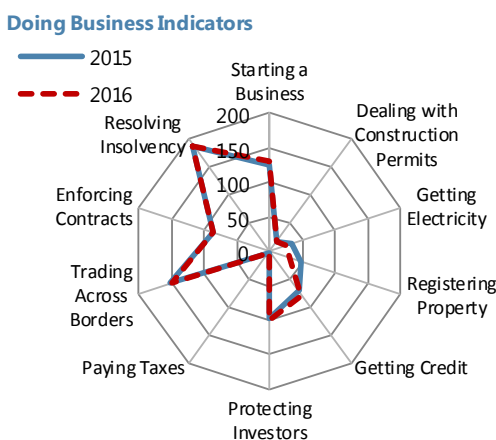 Doing Business Indicators
2015
2016
Starting a
Business
Dealing with
Construction
Permits
Getting
Electricity
Registering
Property
Getting Credit
Protecting
Investors
Paying Taxes
Trading
Across
Borders
Enforcing
Contracts
Resolving
Insolvency
200
150
100
50
0